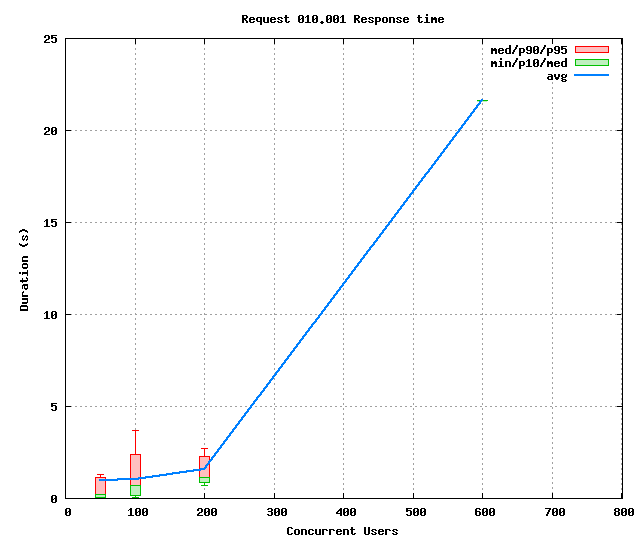 Request 010.001 Response time
med/p90/p95
min/p10/med
avg
25
20
15
10
5
0
Duration (s)
0 100 200 300 400 500 600 700 800
Concurrent Users